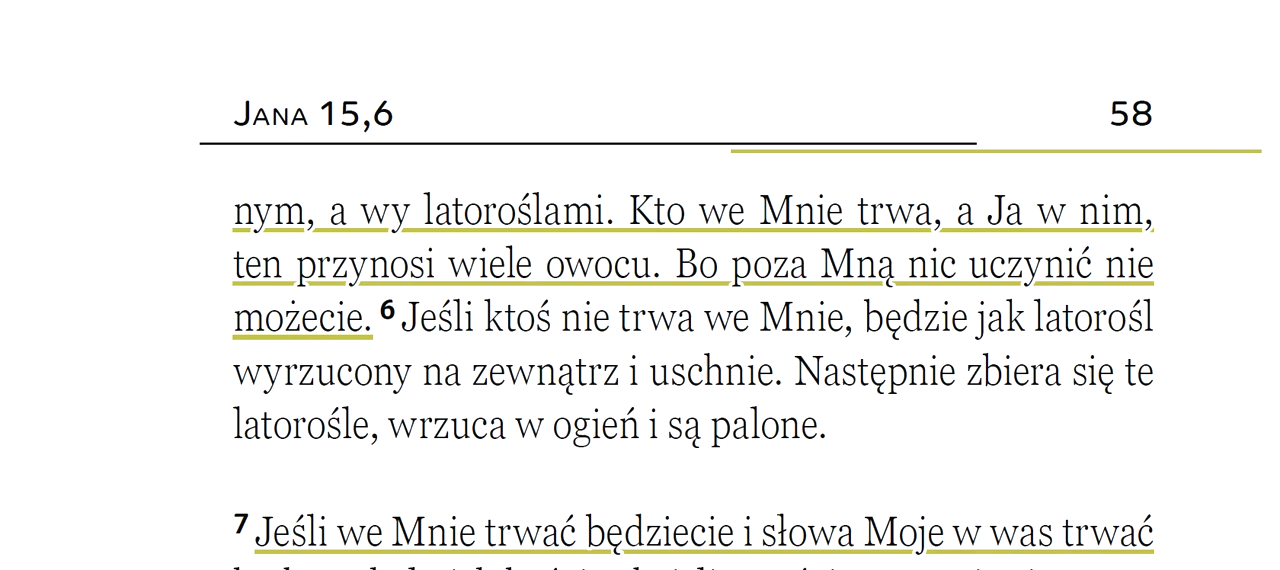 Jana 15,6 58
nym, a wy latoroślami. Kto we Mnie trwa, a Ja w nim,
ten przynosi wiele owocu. Bo poza Mną nic uczynić nie
możecie. 6 Jeśli ktoś nie trwa we Mnie, będzie jak latorośl
wyrzucony na zewnątrz i uschnie. Następnie zbiera się te
latorośle, wrzuca w ogień i są palone.
7 Jeśli we Mnie trwać będziecie i słowa Moje w was trwać